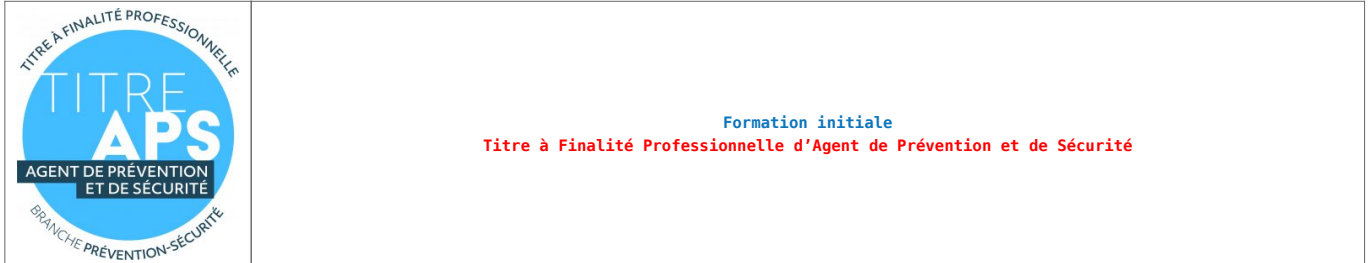 TITRE À FINALITÉ PROFESSIONNELLE
TITRE
APS
AGENT DE PRÉVENTION
ET DE SÉCURITÉ
BRANCHE PRÉVENTION-SÉCURITÉ
Formation initiale
Titre à Finalité Professionnelle d’Agent de Prévention et de Sécurité